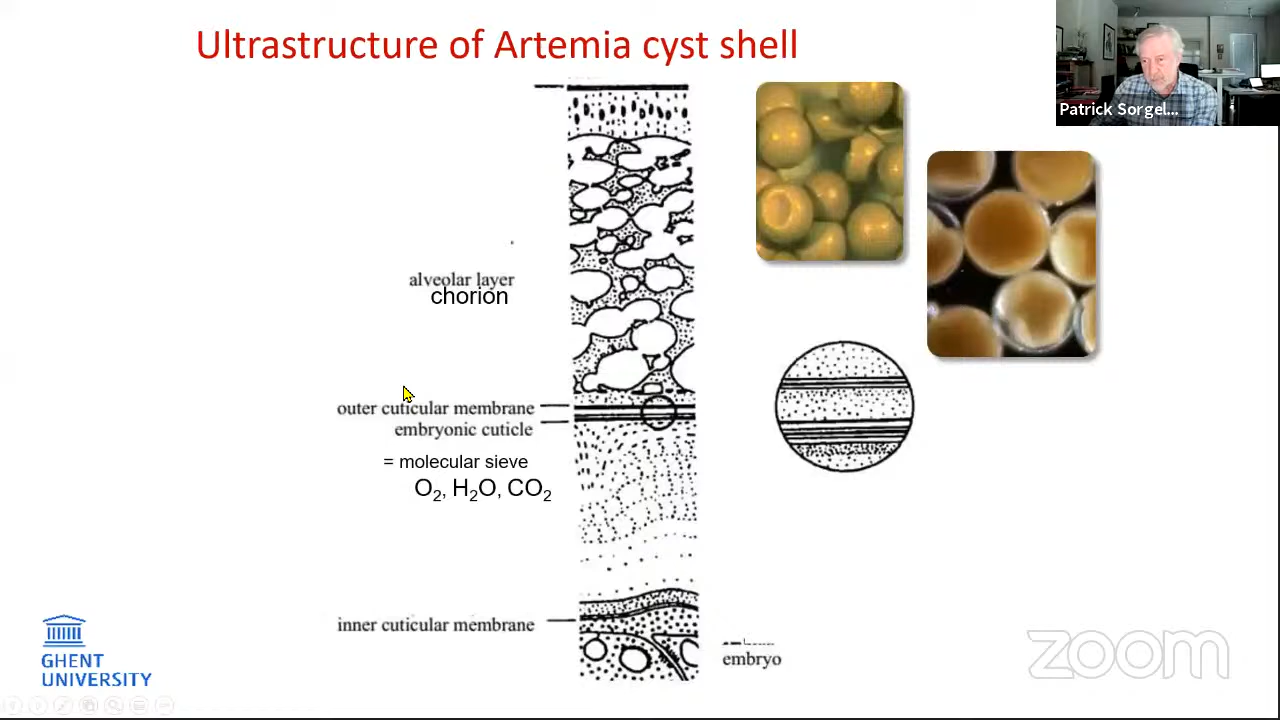 Ultrastructure of Artemia cyst shell
Patrick Sorgel...
alveolar layer
chorion
outer cuticular membrane
embryonic cuticle
= molecular sieve
O₂, H₂O, CO₂
inner cuticular membrane
embryo
GHENT
UNIVERSITY
zoom